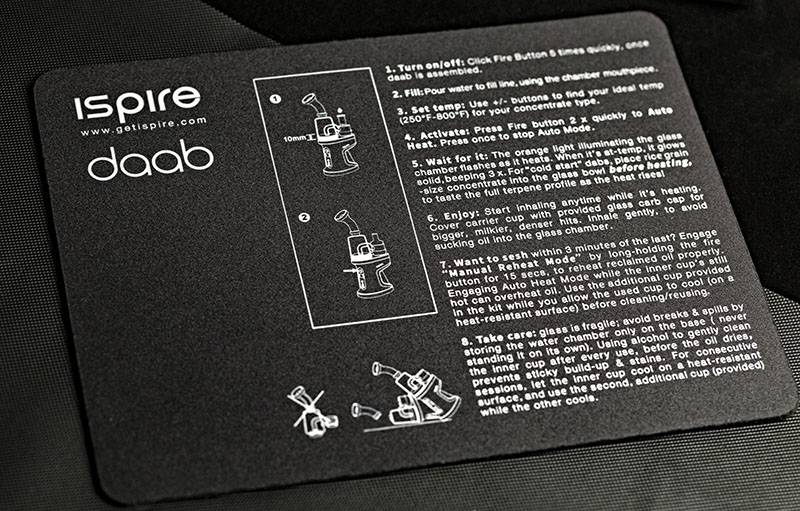 ıspıre
www.getispire.com
daab
1
10mm
2
1. Turn on/off: Click Fire Button 5 times quickly, once
daab is assembled.
2. Fill: Pour water to fill line, using the chamber mouthpiece.
3. Set temp: Use +/- buttons to find your ideal temp
(250°F-800°F) for your concentrate type.
4. Activate: Press Fire button 2 x quickly to Auto
Heat. Press once to stop Auto Mode.
5. Wait for it: The orange light illuminating the glass
chamber flashes as it heats. When it's at-temp, it glows
solid, beeping 3 x. For "cold start" dabs, place rice grain
-size concentrate into the glass bowl before heating,
to taste the full terpene profile as the heat rises!
6. Enjoy: Start inhaling anytime while it's heating.
Cover carrier cup with provided glass carb cap for
bigger, milkier, denser hits. Inhale gently, to avoid
sucking oil into the glass chamber.
7. Want to sesh within 3 minutes of the last? Engage
"Manual Reheat Mode" by long-holding the fire
button for 15 secs, to reheat reclaimed oil properly.
Engaging Auto Heat Mode while the inner cup's still
hot can overheat oil. Use the additional cup provided
in the kit while you allow the used cup to cool (on a
heat-resistant surface) before cleaning/reusing.
8. Take care: glass is fragile; avoid breaks & spills by
storing the water chamber only on the base ( never
standing it on its own). Using alcohol to gently clean
the inner cup after every use, before the oil dries,
prevents sticky build-up & stains. For consecutive
sessions, let the inner cup cool on a heat-resistant
surface, and use the second, additional cup (provided)
while the other cools.